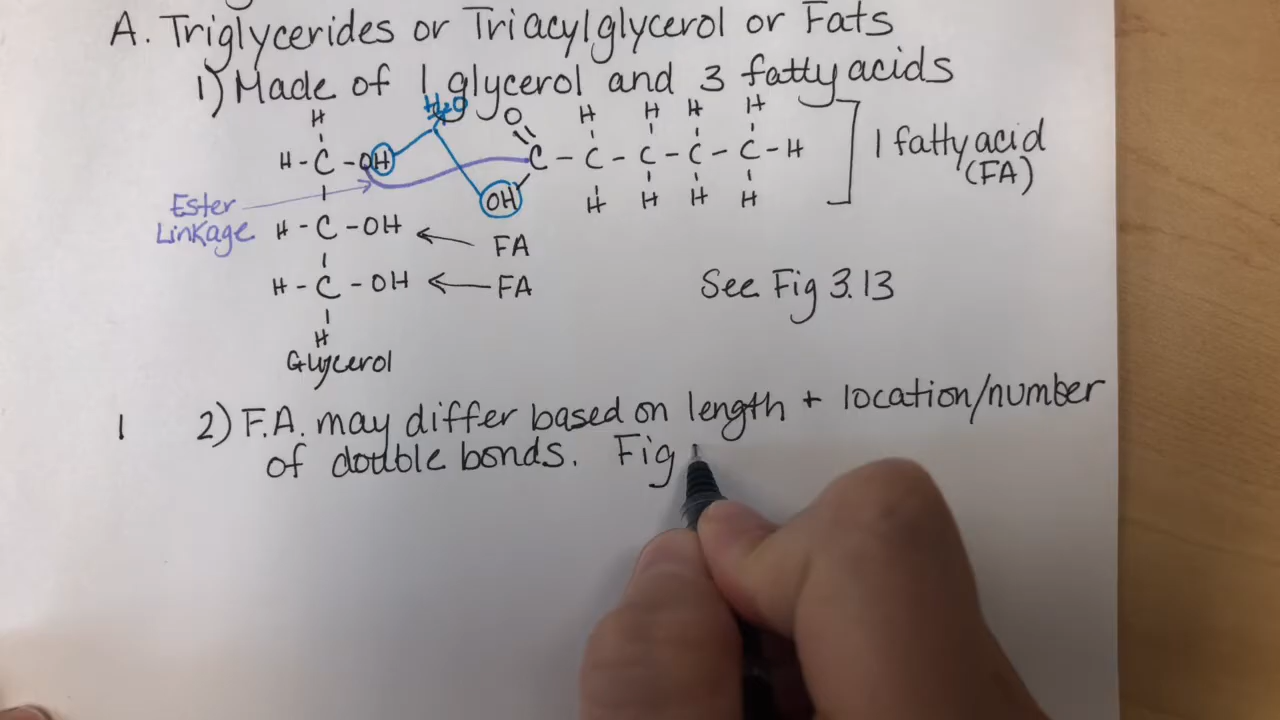 A. Triglycerides or Triacylglycerol or Fats
1) Made of 1 glycerol and 3 fatty acids
H H₂O O H H H H
H-C-OH C-C-C-C-C-H 1 fatty acid
(FA)
OH H H H H
Ester
Linkage
H-C-OH ← FA
H-C-OH ← FA See Fig 3.13
H
Glycerol
1 2) F.A. may differ based on length + location/number
of double bonds. Fig